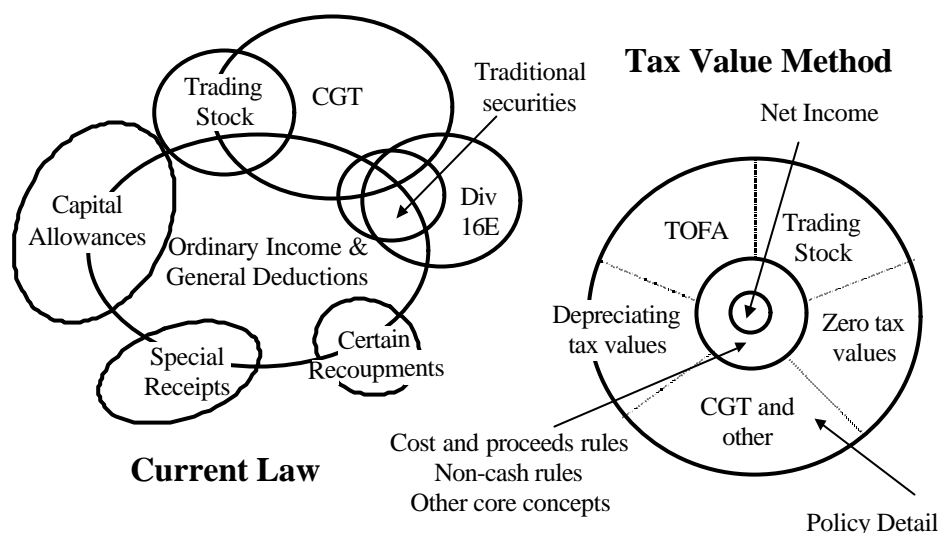 Trading
Stock
CGT
Traditional
securities
Div
16E
Capital
Allowances
Ordinary Income &
General Deductions
Special
Receipts
Certain
Recoupments
Current Law
Tax Value Method
Net Income
TOFA
Trading
Stock
Depreciating
tax values
Zero tax
values
CGT and
other
Cost and proceeds rules
Non-cash rules
Other core concepts
Policy Detail